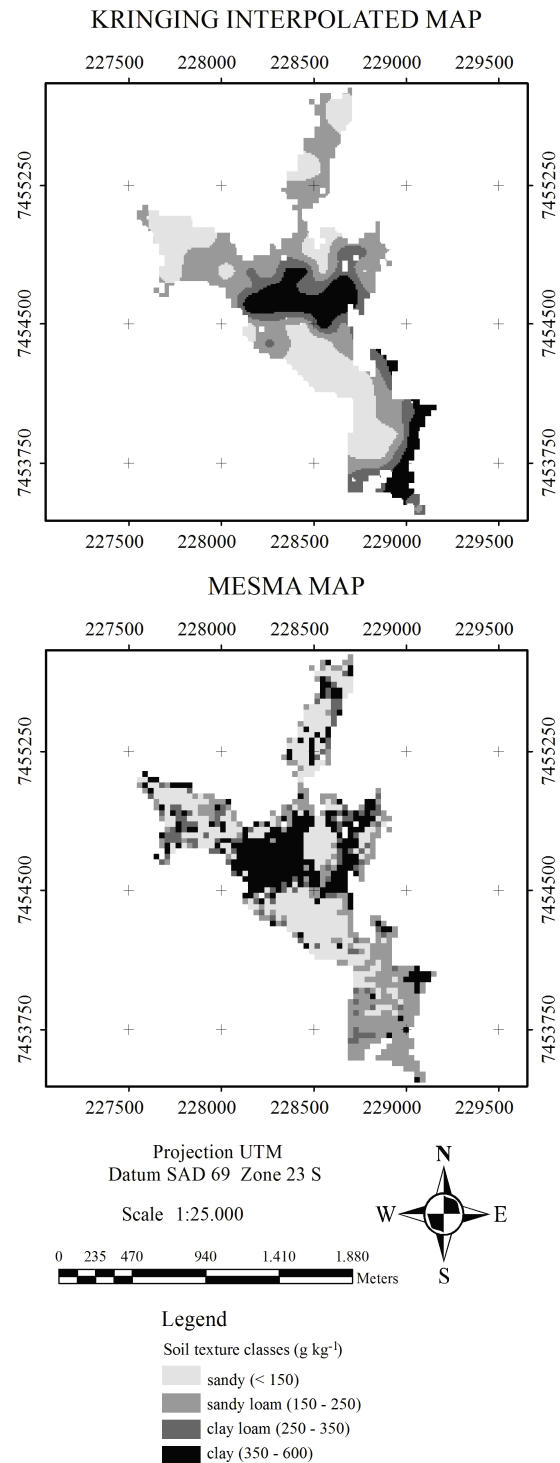 KRINGING INTERPOLATED MAP
227500 228000 228500 229000 229500
7455250 7455250
7454500 7454500
7453750 7453750
227500 228000 228500 229000 229500
MESMA MAP
227500 228000 228500 229000 229500
7455250 7455250
7454500 7454500
7453750 7453750
227500 228000 228500 229000 229500
Projection UTM
Datum SAD 69 Zone 23 S
Scale 1:25.000
N
W E
S
0 235 470 940 1.410 1.880
Meters
Legend
Soil texture classes (g kg-1)
sandy (< 150)
sandy loam (150 - 250)
clay loam (250 - 350)
clay (350 - 600)